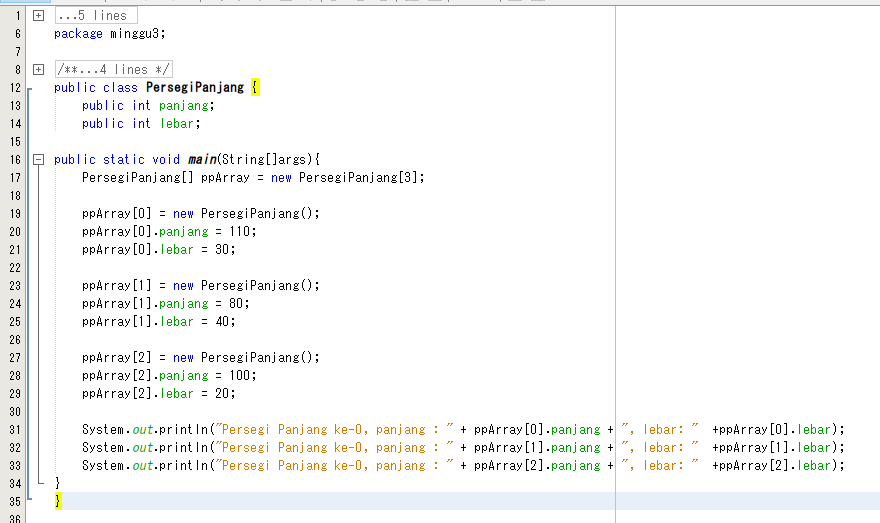 1 ...5 lines
6 package minggu3;
7
8 /**...4 lines */
12 public class PersegiPanjang {
13 public int panjang;
14 public int lebar;
15
16 public static void main(String[]args){
17 PersegiPanjang[] ppArray = new PersegiPanjang[3];
18
19 ppArray[0] = new PersegiPanjang();
20 ppArray[0].panjang = 110;
21 ppArray[0].lebar = 30;
22
23 ppArray[1] = new PersegiPanjang();
24 ppArray[1].panjang = 80;
25 ppArray[1].lebar = 40;
26
27 ppArray[2] = new PersegiPanjang();
28 ppArray[2].panjang = 100;
29 ppArray[2].lebar = 20;
30
31 System.out.println("Persegi Panjang ke-0, panjang : " + ppArray[0].panjang + ", lebar: " +ppArray[0].lebar);
32 System.out.println("Persegi Panjang ke-0, panjang : " + ppArray[1].panjang + ", lebar: " +ppArray[1].lebar);
33 System.out.println("Persegi Panjang ke-0, panjang : " + ppArray[2].panjang + ", lebar: " +ppArray[2].lebar);
34 }
35 }
36